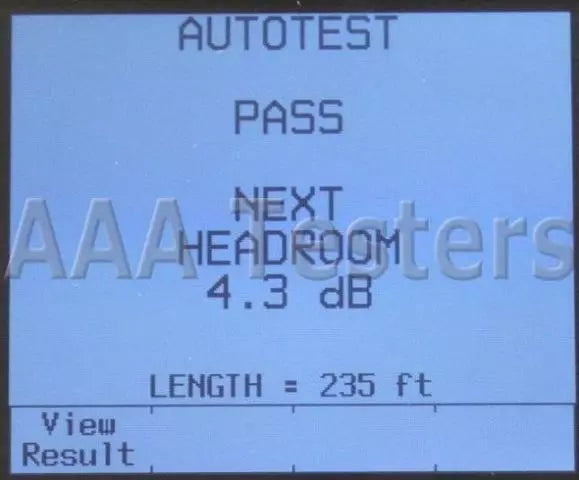 AUTOTEST
PASS
NEXT
AAA Testers
HEADROOM
4.3 dB
LENGTH = 235 ft
View
Result